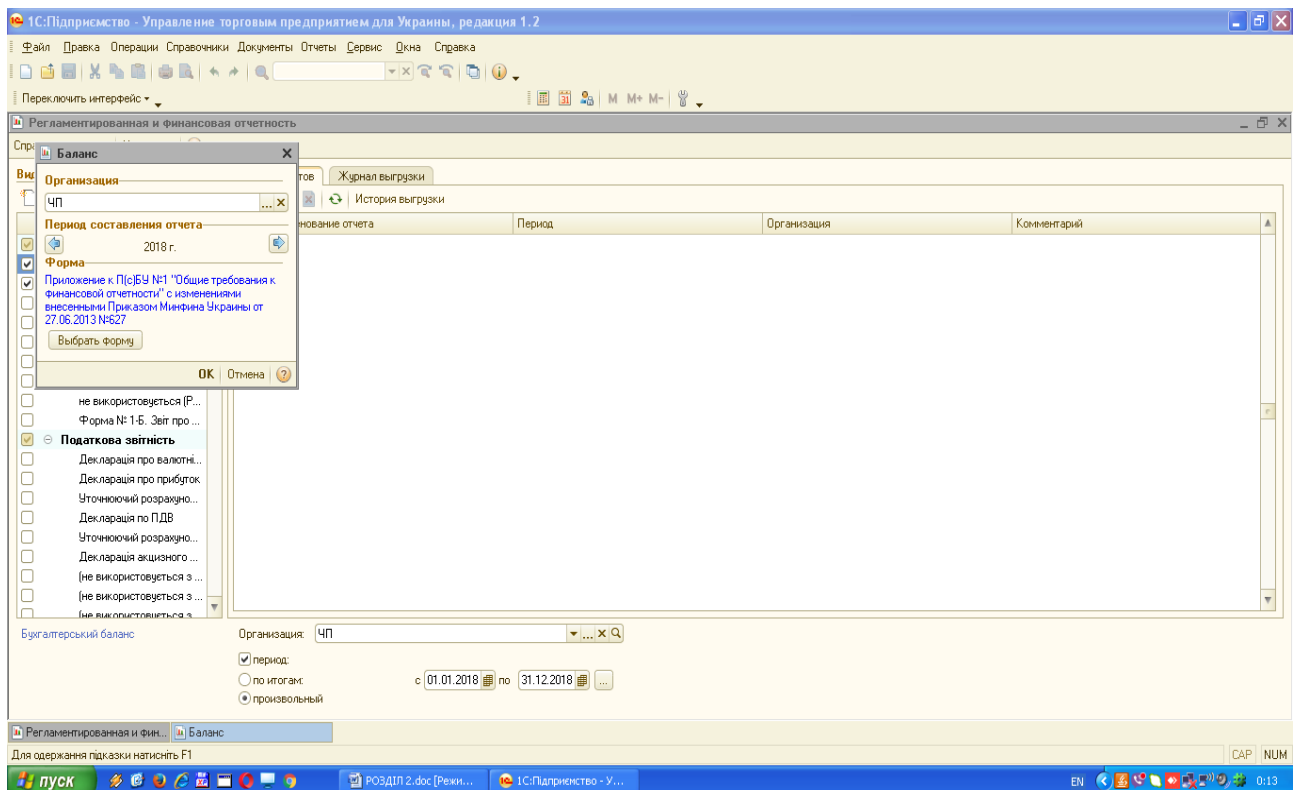 1С:Підприємство - Управление торговым предприятием для Украины, редакция 1.2
Файл Правка Операции Справочники Документы Отчеты Сервис Окна Справка
Переключить интерфейс
M M+ M-
Регламентированная и финансовая отчетность
Баланс
Журнал выгрузки
Организация
История выгрузки
ЧП
Период составления отчета
Период
Организация
Комментарий
2018 г.
Форма
Приложение к П(с)БУ №1 "Общие требования к
финансовой отчетности" с изменениями
внесенными Приказом Минфина Украины от
27.06.2013 №627
Выбрать форму
OK Отмена
не використовується (Р...
Форма № 1-Б. Звіт про ...
Податкова звітність
Декларація про валютні...
Декларація про прибуток
Уточнюючий розрахуно...
Декларація по ПДВ
Уточнюючий розрахуно...
Декларація акцизного ...
(не використовується з ...
(не використовується з ...
(не використовується з
Бухгалтерський баланс
Организация: ЧП
период:
по итогам: с 01.01.2018 по 31.12.2018 ...
произвольный
Регламентированная и фин... Баланс
Для одержання підказки натисніть F1
CAP NUM
пуск РОЗДІЛ 2.doc [Режи... 1С:Підприємство - У... EN 0:13